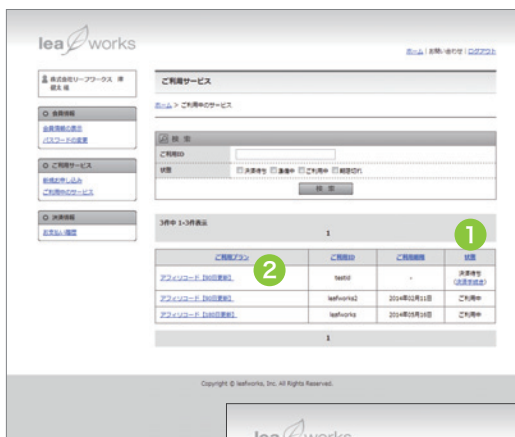 leaf works
ホーム | お問い合わせ | ログアウト
株式会社リーフワークス 様
ご利用サービス
ホーム > ご利用中のサービス
会員情報
会員情報の表示
パスワードの変更
検 索
ご利用ID
状態 決済待ち 準備中 ご利用中 期限切れ
検 索
ご利用サービス
新規お申し込み
ご利用中のサービス
決済情報
お支払い履歴
3件中 1-3件表示
1
1
ご利用プラン ご利用ID ご利用期限 状態
2
アフィリコード【90日更新】 testid - 決済待ち
(決済手続き)
アフィリコード【90日更新】 leafworks2 2014年02月11日 ご利用中
アフィリコード【180日更新】 leafworks 2014年05月16日 ご利用中
1
Copyright © leafworks, Inc. All Rights Reserved.
lea works